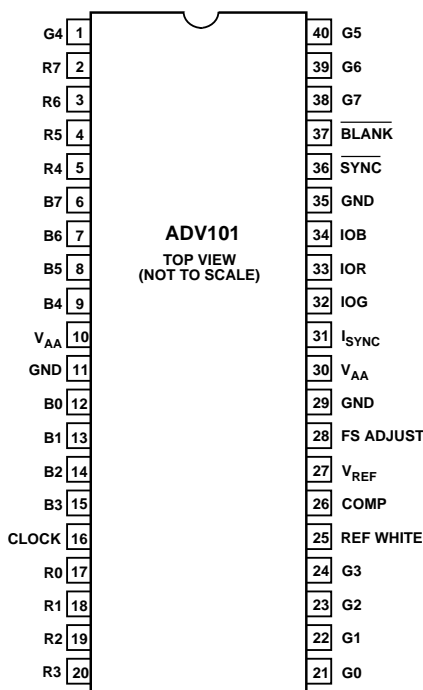 G4 1 40 G5
R7 2 39 G6
R6 3 38 G7
R5 4 37 BLANK
R4 5 36 SYNC
B7 6 35 GND
B6 7 ADV101 34 IOB
B5 8 TOP VIEW 33 IOR
(NOT TO SCALE)
B4 9 32 IOG
VAA 10 31 ISYNC
GND 11 30 VAA
B0 12 29 GND
B1 13 28 FS ADJUST
B2 14 27 VREF
B3 15 26 COMP
CLOCK 16 25 REF WHITE
R0 17 24 G3
R1 18 23 G2
R2 19 22 G1
R3 20 21 G0